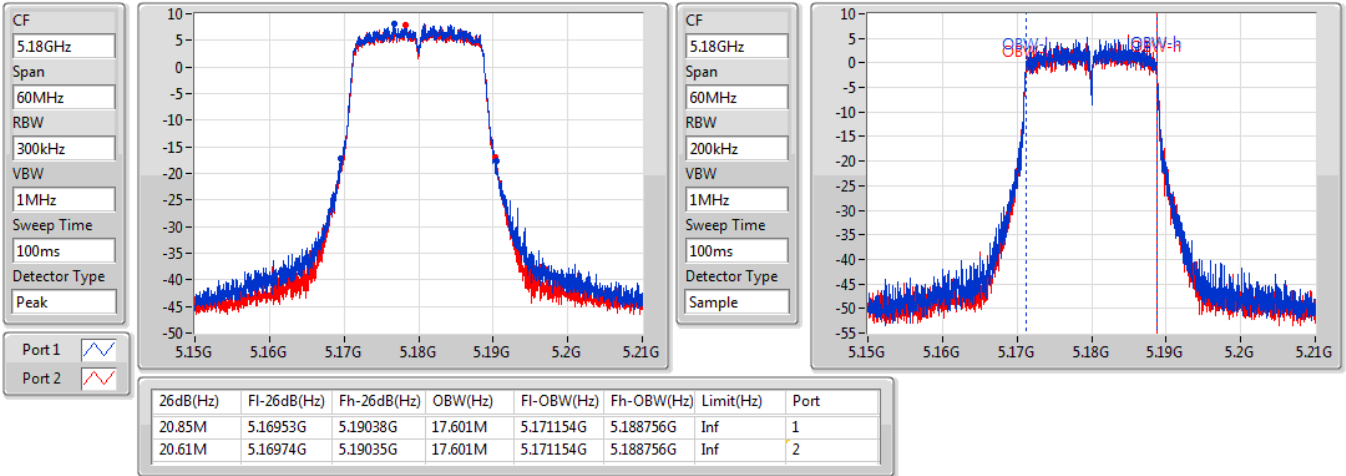 CF
5.18GHz
Span
60MHz
RBW
300kHz
VBW
1MHz
Sweep Time
100ms
Detector Type
Peak
Port 1
Port 2
10
5
0
-5
-10
-15
-20
-25
-30
-35
-40
-45
-50
5.15G 5.16G 5.17G 5.18G 5.19G 5.2G 5.21G
CF
5.18GHz
Span
60MHz
RBW
200kHz
VBW
1MHz
Sweep Time
100ms
Detector Type
Sample
10
5
0
-5
-10
-15
-20
-25
-30
-35
-40
-45
-50
-55
OBW-h
5.15G 5.16G 5.17G 5.18G 5.19G 5.2G 5.21G
26dB(Hz) Fl-26dB(Hz) Fh-26dB(Hz) OBW(Hz) Fl-OBW(Hz) Fh-OBW(Hz) Limit(Hz) Port
20.85M 5.16953G 5.19038G 17.601M 5.171154G 5.188756G Inf 1
20.61M 5.16974G 5.19035G 17.601M 5.171154G 5.188756G Inf 2